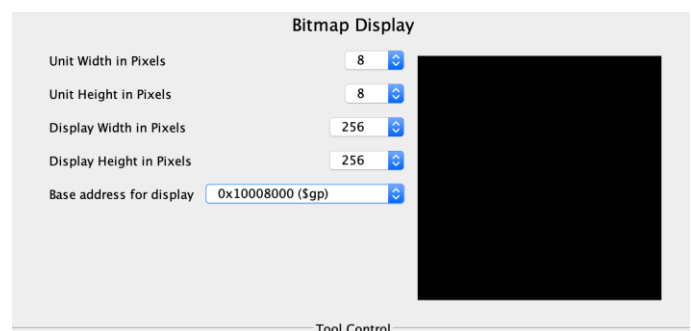 Bitmap Display
Unit Width in Pixels 8
Unit Height in Pixels 8
Display Width in Pixels 256
Display Height in Pixels 256
Base address for display 0x10008000 ($gp)
Tool Control